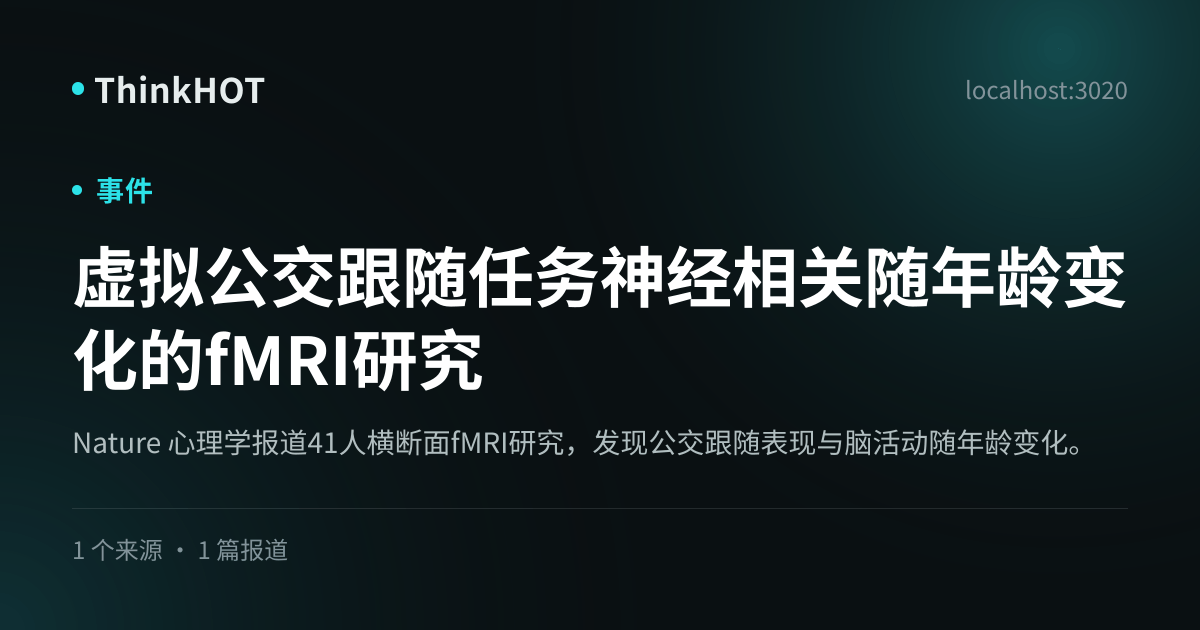 ThinkHOT
localhost:3020
事件
虚拟公交跟随任务神经相关随年龄变
化的fMRI研究
Nature 心理学报道41人横断面fMRI研究，发现公交跟随表现与脑活动随年龄变化。
1 个来源 · 1 篇报道